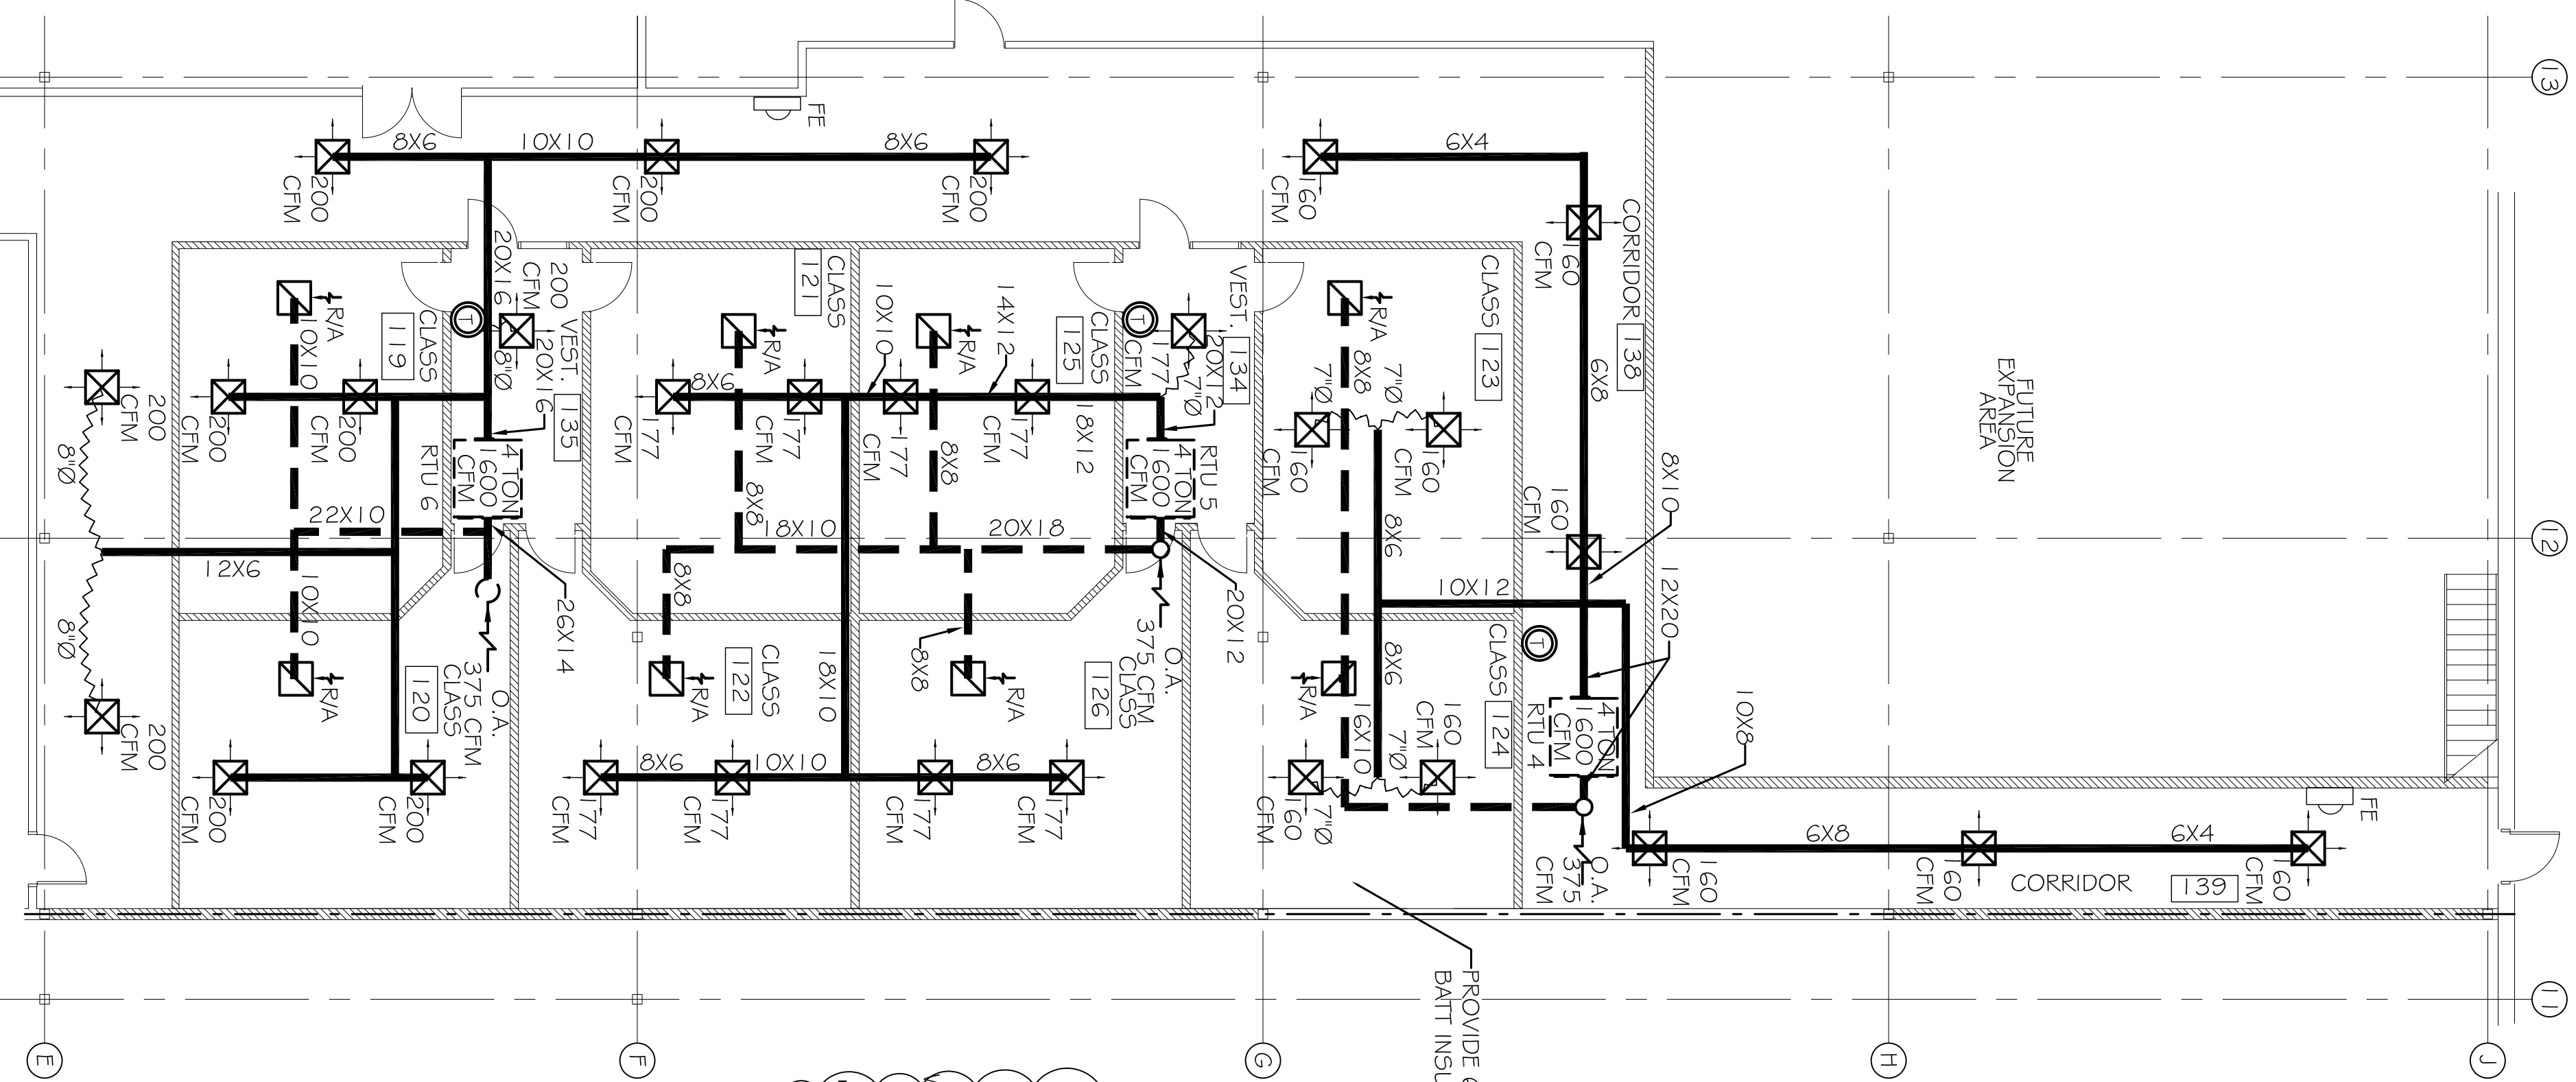 13
12
11
E
F
G
H
J
FE
8X6
10X10
8X6
200
CFM
200
CFM
200
CFM
6X4
160
CFM
160
CFM
CORRIDOR
138
6X8
160
CFM
8X10
12X20
10X12
10X8
FUTURE
EXPANSION
AREA
R/A
10X10
CLASS
119
T
20X16
200
CFM
8"Ø
VEST.
135
20X16
4 TON
1600
CFM
RTU 6
200
CFM
200
CFM
200
CFM
8"Ø
8"Ø
200
CFM
12X6
22X10
10X10
R/A
26X14
O.A.
375 CFM
CLASS
120
200
CFM
200
CFM
CLASS
121
R/A
8X6
10X10
14X12
R/A
CLASS
125
177
CFM
177
CFM
177
CFM
177
CFM
8X8
8X8
18X12
18X10
20X18
T
177
CFM
7"Ø
VEST.
134
20X12
4 TON
1600
CFM
RTU 5
20X12
O.A.
375 CFM
CLASS
126
8X8
R/A
CLASS
122
8X8
R/A
18X10
8X6
10X10
8X6
177
CFM
177
CFM
177
CFM
177
CFM
R/A
CLASS
123
8X8
7"Ø
7"Ø
160
CFM
160
CFM
8X6
8X6
R/A
16X10
CLASS
124
T
4 TON
1600
CFM
RTU 4
160
CFM
7"Ø
7"Ø
160
CFM
O.A.
375
CFM
160
CFM
6X8
160
CFM
6X4
160
CFM
CORRIDOR
139
FE
PROVIDE
BATT